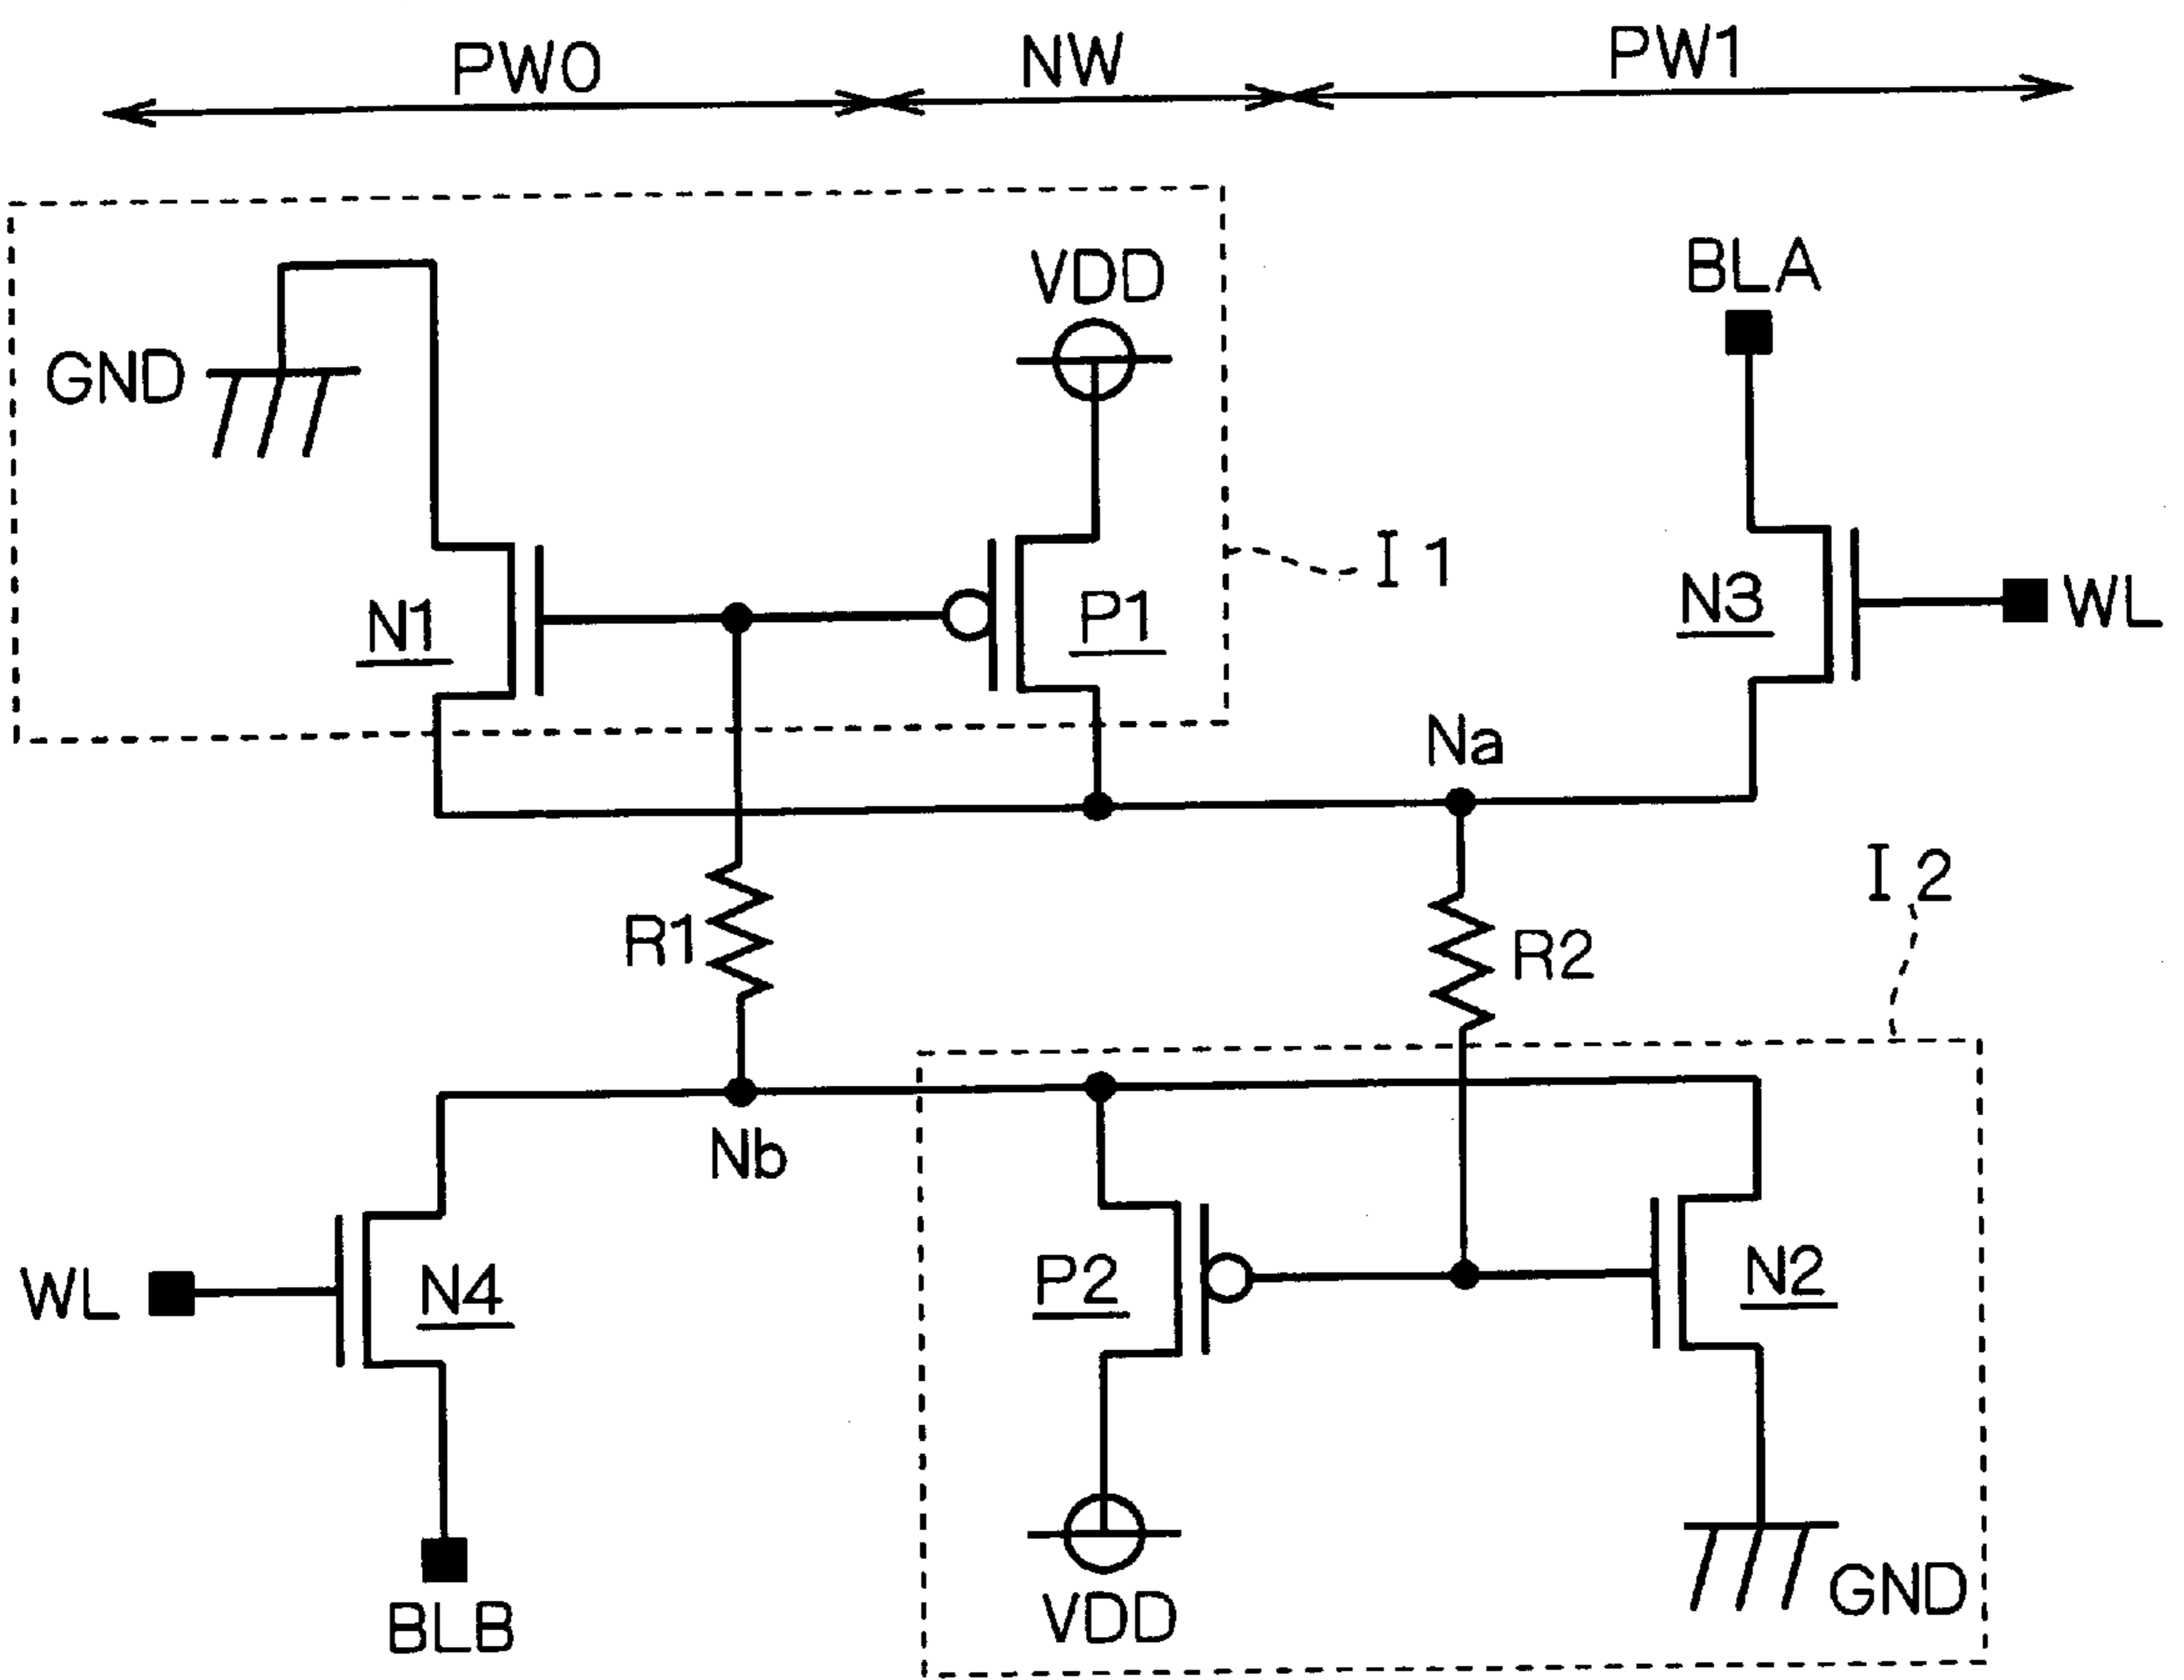 PW0 NW PW1
VDD
BLA
GND
I1
N1
P1
N3
WL
Na
I2
R1
R2
Nb
WL
N4
P2
N2
BLB
VDD
GND